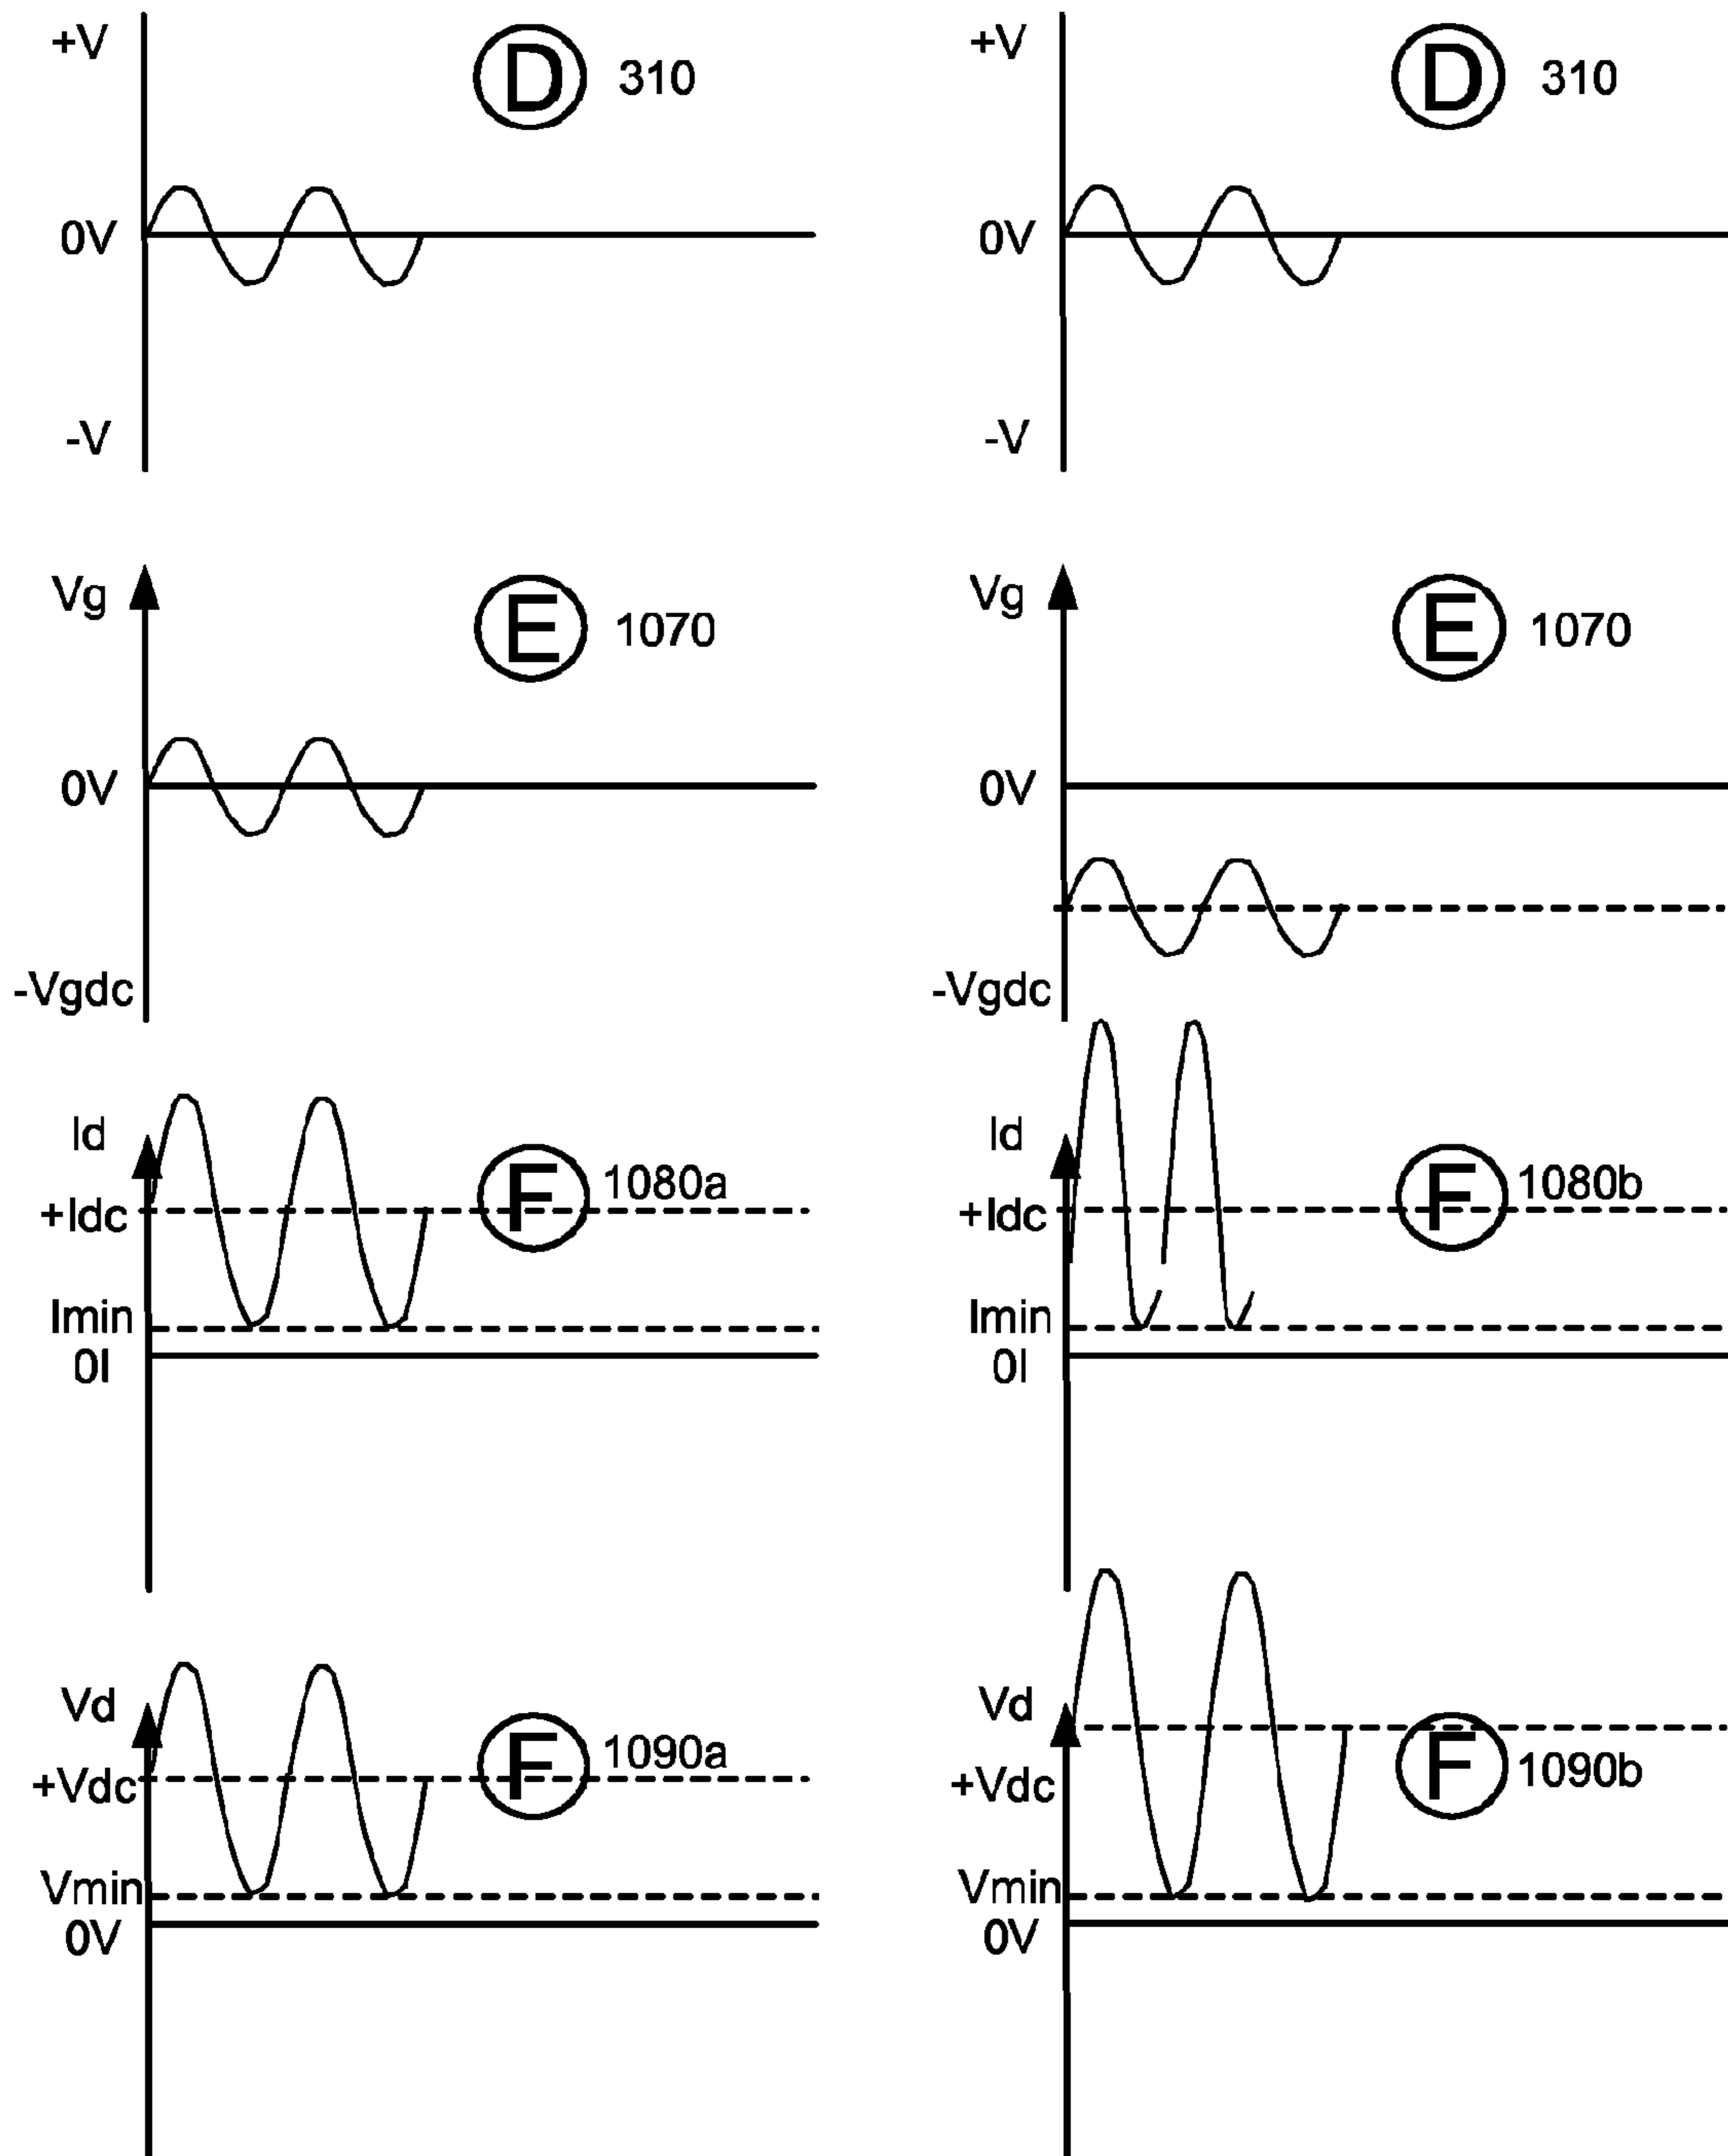 +V
D 310
0V
-V
+V
D 310
0V
-V
Vg
E 1070
0V
-Vgdc
Vg
E 1070
0V
-Vgdc
Id
F 1080a
+Idc
Imin
0I
Id
F 1080b
+Idc
Imin
0I
Vd
F 1090a
+Vdc
Vmin
0V
Vd
F 1090b
+Vdc
Vmin
0V